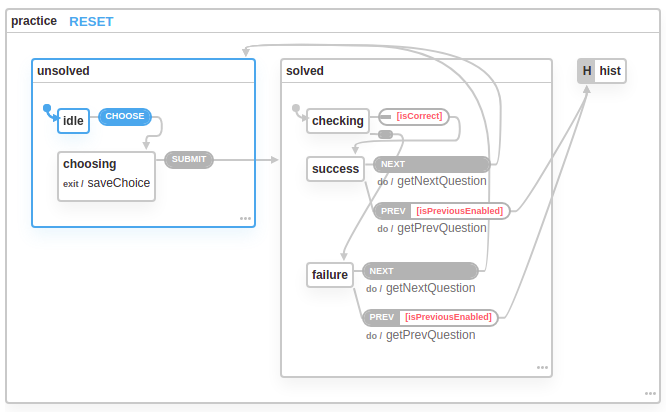 practice RESET
unsolved
solved
H hist
idle
CHOOSE
checking
[isCorrect]
choosing
exit / saveChoice
SUBMIT
success
NEXT
do / getNextQuestion
PREV [isPreviousEnabled]
do / getPrevQuestion
failure
NEXT
do / getNextQuestion
PREV [isPreviousEnabled]
do / getPrevQuestion